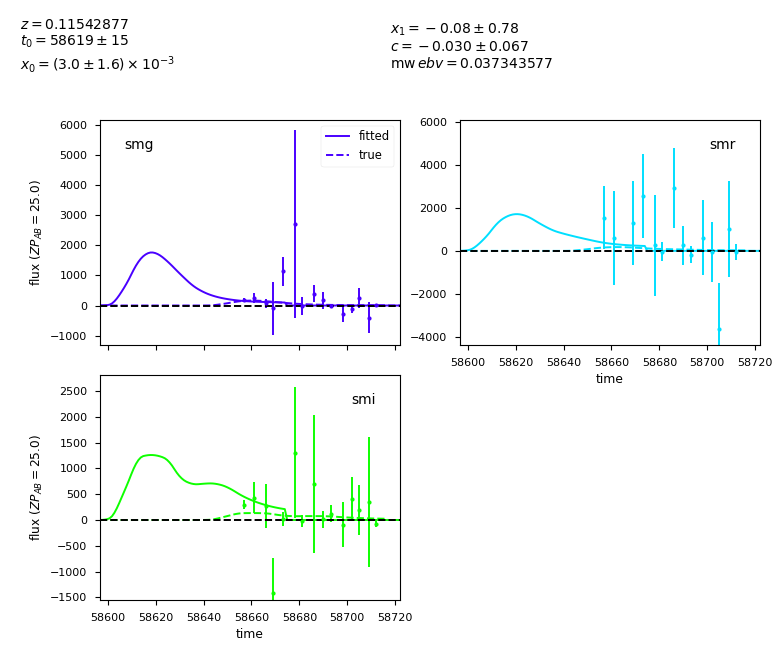 z = 0.11542877
t₀ = 58619 ± 15
x₀ = (3.0 ± 1.6) × 10⁻³
x₁ = −0.08 ± 0.78
c = −0.030 ± 0.067
mw ebv = 0.037343577
smg
fitted
true
flux (ZP_AB = 25.0)
6000
5000
4000
3000
2000
1000
0
−1000
smr
6000
4000
2000
0
−2000
−4000
58600 58620 58640 58660 58680 58700 58720
time
smi
flux (ZP_AB = 25.0)
2500
2000
1500
1000
500
0
−500
−1000
−1500
58600 58620 58640 58660 58680 58700 58720
time